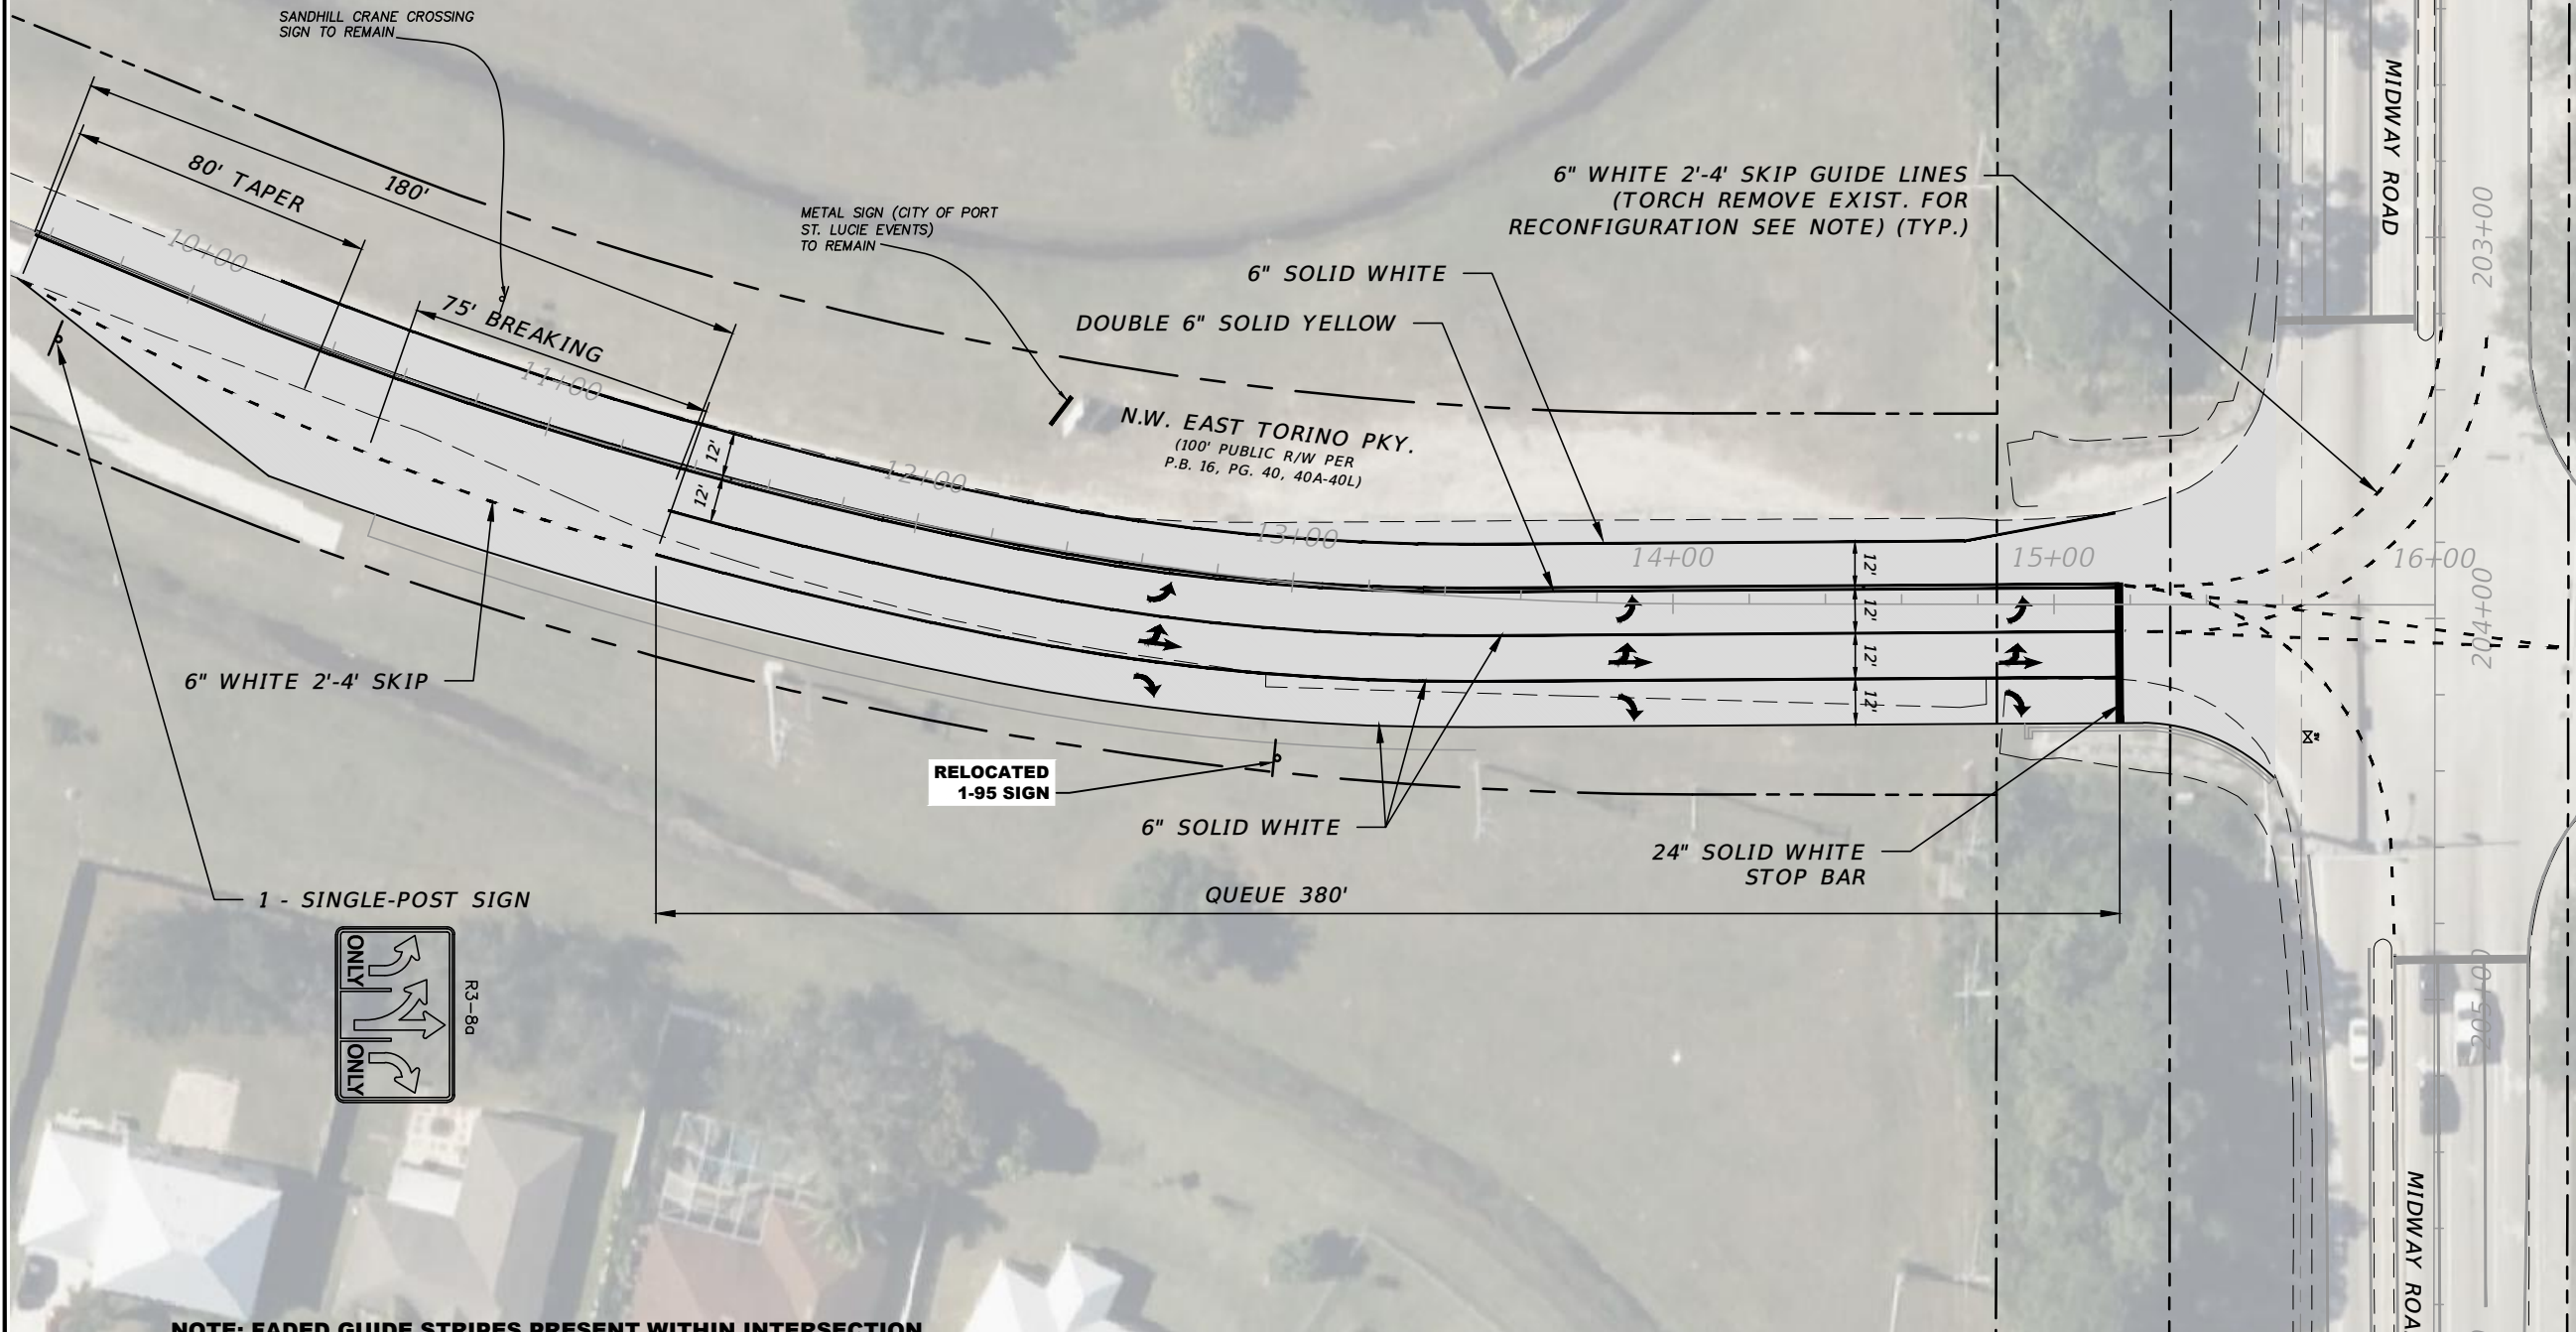 SANDHILL CRANE CROSSING
SIGN TO REMAIN
80' TAPER
180'
10+00
75' BREAKING
11+00
METAL SIGN (CITY OF PORT
ST. LUCIE EVENTS)
TO REMAIN
6" WHITE 2'-4' SKIP GUIDE LINES
(TORCH REMOVE EXIST. FOR
RECONFIGURATION SEE NOTE) (TYP.)
MIDWAY ROAD
203+00
6" SOLID WHITE
DOUBLE 6" SOLID YELLOW
N.W. EAST TORINO PKY.
(100' PUBLIC R/W PER
P.B. 16, PG. 40, 40A-40L)
12'
12'
12+00
13+00
14+00
15+00
16+00
204+00
12'
12'
12'
12'
6" WHITE 2'-4' SKIP
RELOCATED
1-95 SIGN
6" SOLID WHITE
24" SOLID WHITE
STOP BAR
QUEUE 380'
1 - SINGLE-POST SIGN
ONLY
ONLY
R3-8a
205+00
MIDWAY ROA
NOTE: FADED GUIDE STRIPES PRESENT WITHIN INTERSECTION